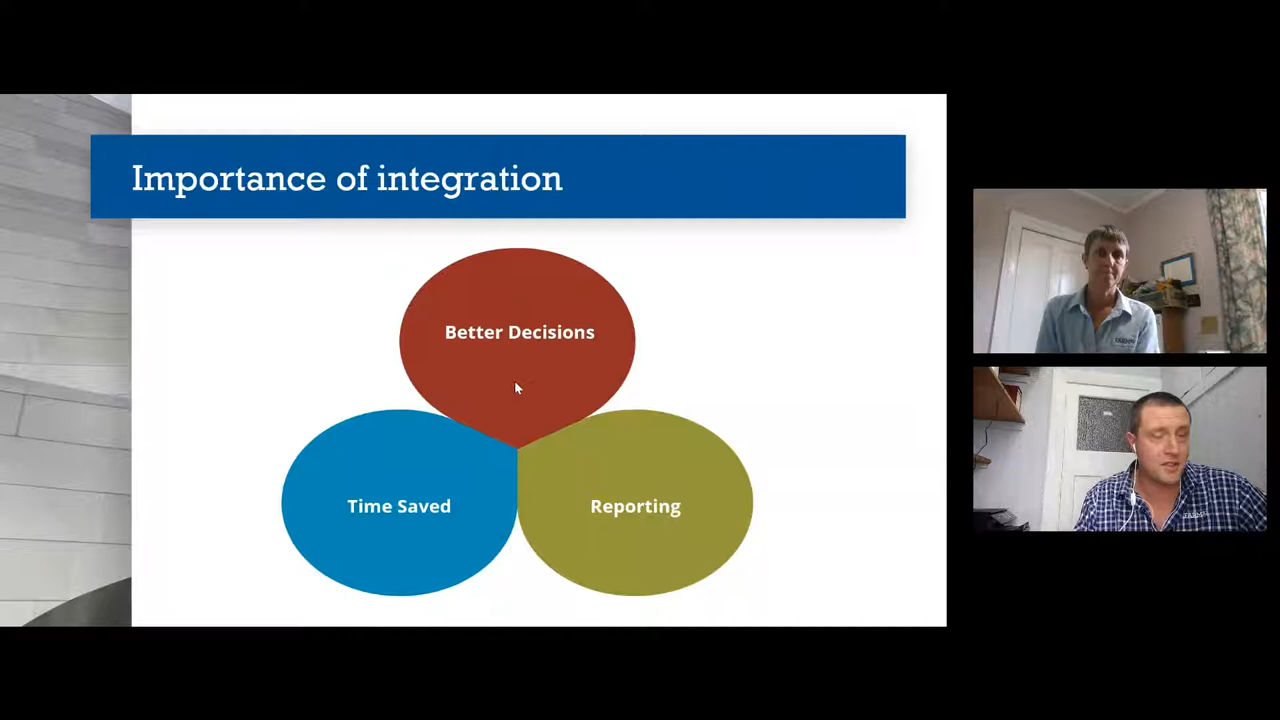 Importance of integration
Better Decisions
Time Saved
Reporting